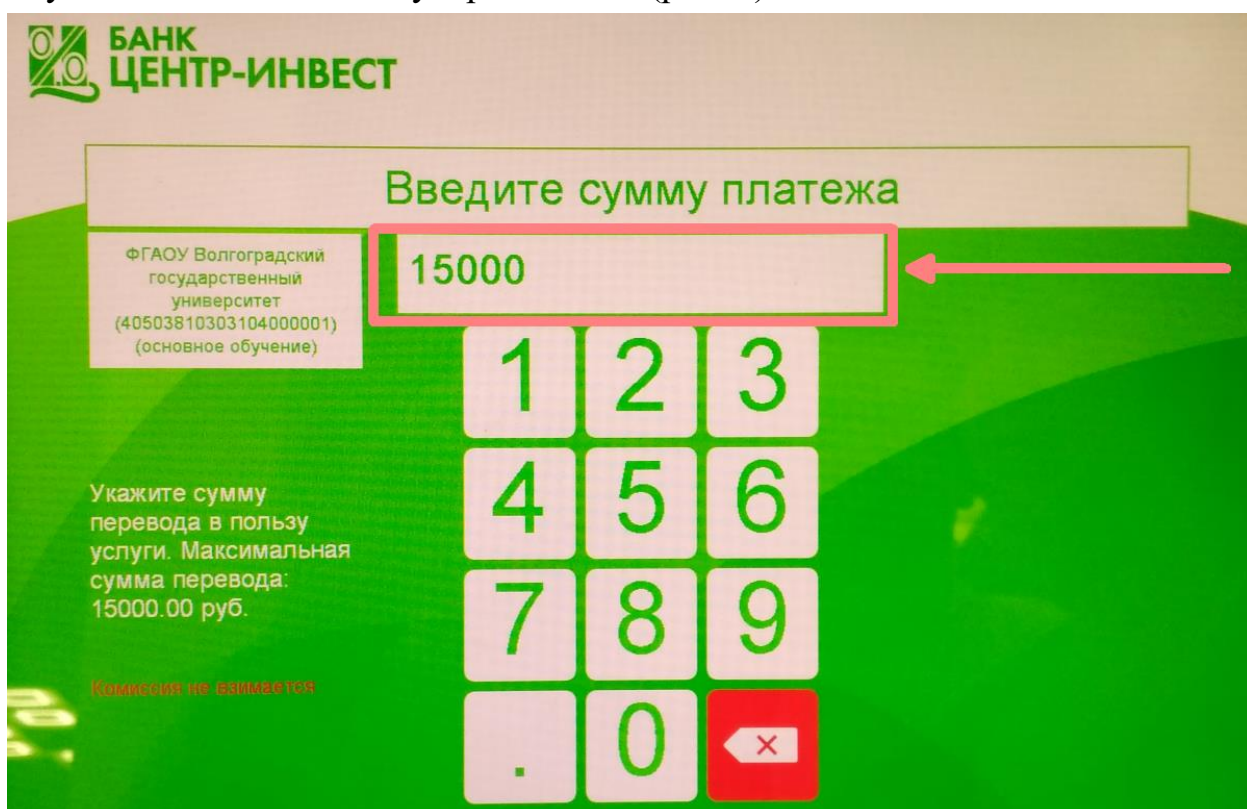 БАНК
ЦЕНТР-ИНВЕСТ
Введите сумму платежа
ФГАОУ Волгоградский
государственный
университет
(40503810303104000001)
(основное обучение)
15000
1 2 3
4 5 6
7 8 9
. 0
Укажите сумму
перевода в пользу
услуги. Максимальная
сумма перевода:
15000.00 руб.
Комиссия не взимается